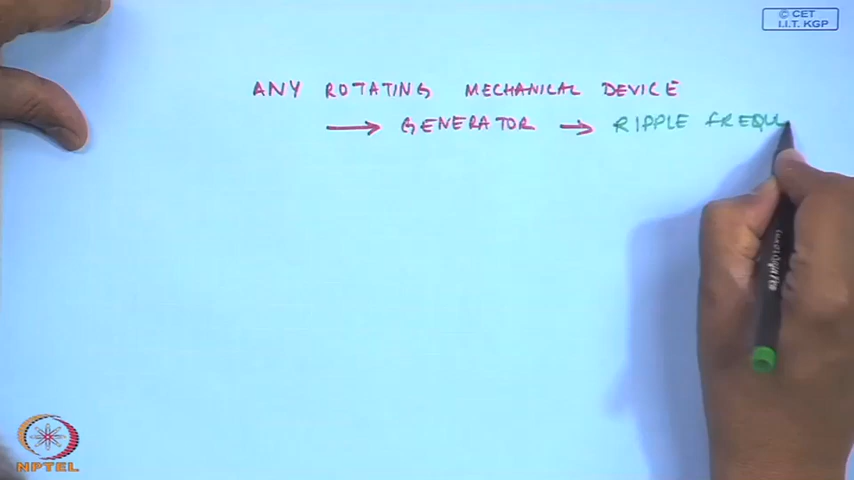 © CET
I.I.T. KGP
ANY ROTATING MECHANICAL DEVICE
→ GENERATOR → RIPPLE FREQU
NPTEL